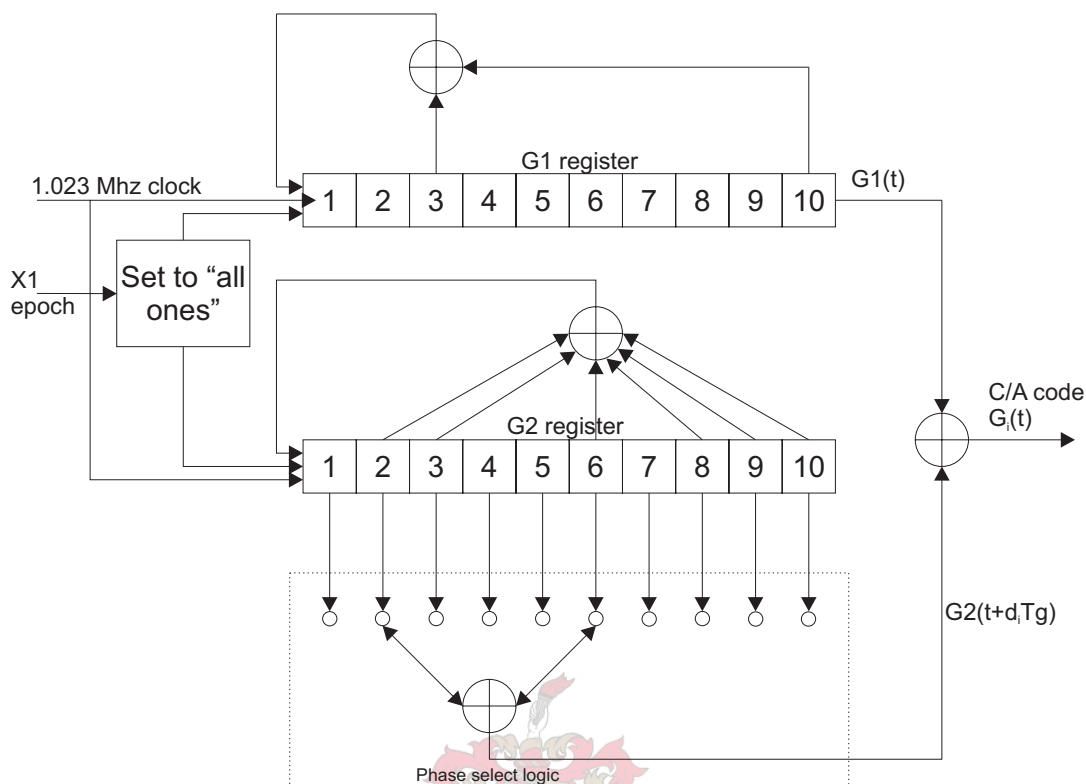 G1 register
1.023 Mhz clock
1 2 3 4 5 6 7 8 9 10
G1(t)
Set to “all
ones”
X1
epoch
G2 register
1 2 3 4 5 6 7 8 9 10
C/A code
Gᵢ(t)
G2(t+dᵢTg)
Phase select logic